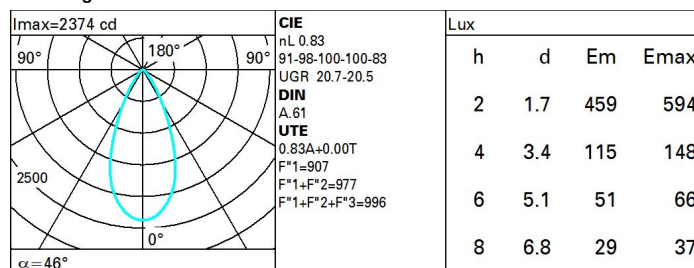 Imax=2374 cd
90°
180°
90°
2500
0°
α=46°
CIE
nL 0.83
91-98-100-100-83
UGR 20.7-20.5
DIN
A.61
UTE
0.83A+0.00T
F"1=907
F"1+F"2=977
F"1+F"2+F"3=996
Lux
h d Em Emax
2 1.7 459 594
4 3.4 115 148
6 5.1 51 66
8 6.8 29 37